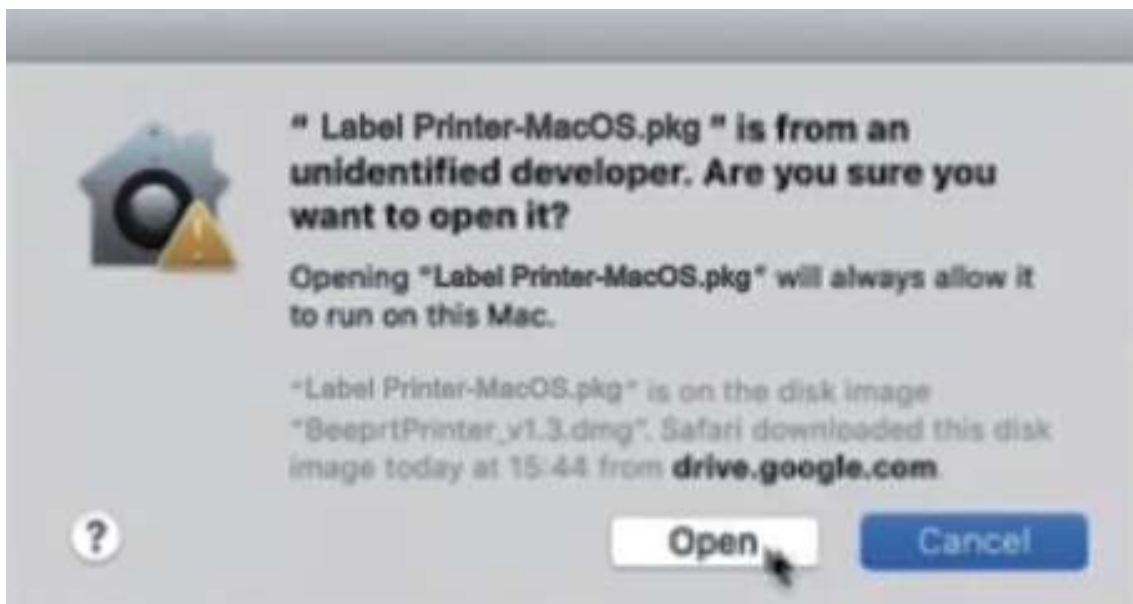 " Label Printer-MacOS.pkg " is from an
unidentified developer. Are you sure you
want to open it?
Opening "Label Printer-MacOS.pkg" will always allow it
to run on this Mac.
"Label Printer-MacOS.pkg" is on the disk image
"BeeprtPrinter_v1.3.dmg". Safari downloaded this disk
image today at 15:44 from drive.google.com.
?
Open
Cancel